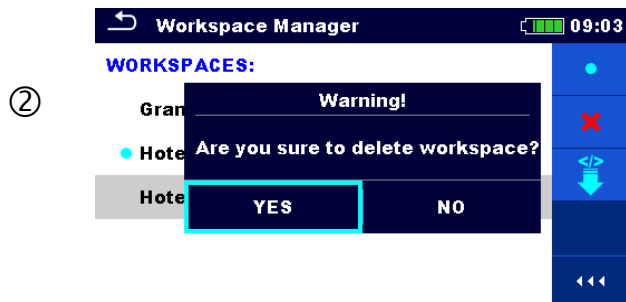 ②
Workspace Manager 09:03
WORKSPACES:
Gran
Warning!
Hote
Are you sure to delete workspace?
Hote
YES NO